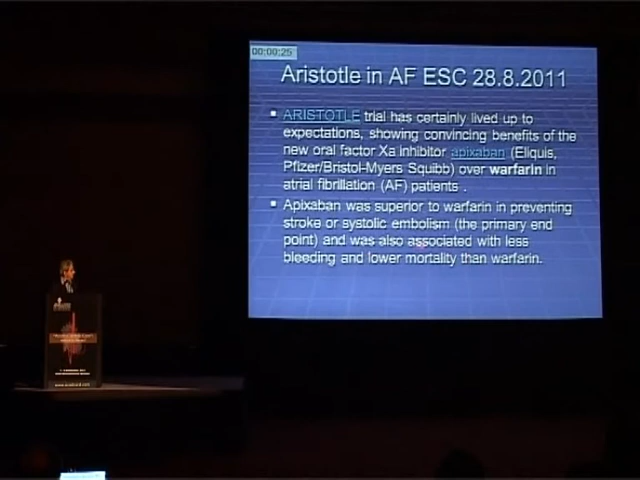 00:00:25
Aristotle in AF ESC 28.8.2011
ARISTOTLE trial has certainly lived up to
expectations, showing convincing benefits of the
new oral factor Xa inhibitor apixaban (Eliquis,
Pfizer/Bristol-Myers Squibb) over warfarin in
atrial fibrillation (AF) patients .
Apixaban was superior to warfarin in preventing
stroke or systolic embolism (the primary end
point) and was also associated with less
bleeding and lower mortality than warfarin.